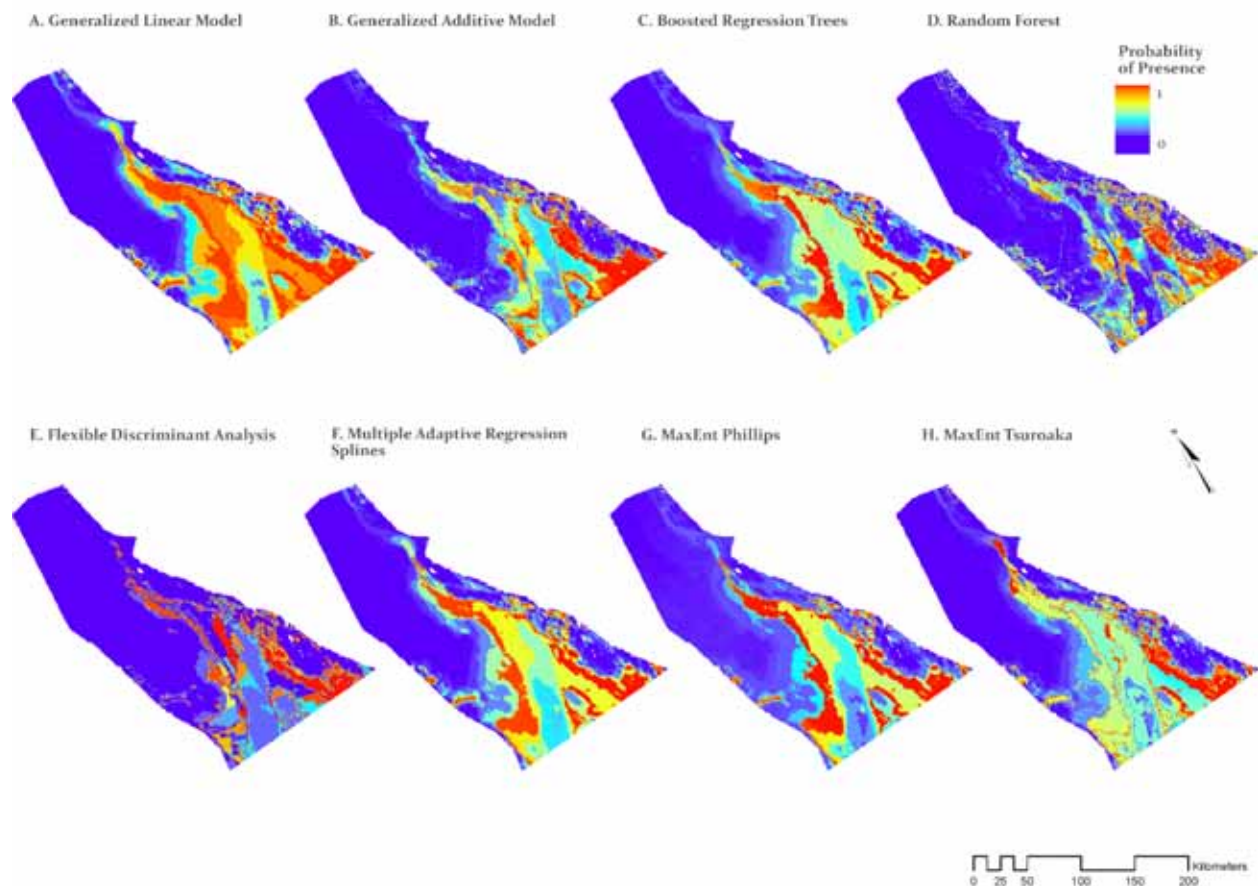 A. Generalized Linear Model
B. Generalized Additive Model
C. Boosted Regression Trees
D. Random Forest
Probability
of Presence
1
0
E. Flexible Discriminant Analysis
F. Multiple Adaptive Regression
Splines
G. MaxEnt Phillips
H. MaxEnt Tsuroaka
Kilometers
0 25 50 100 150 200